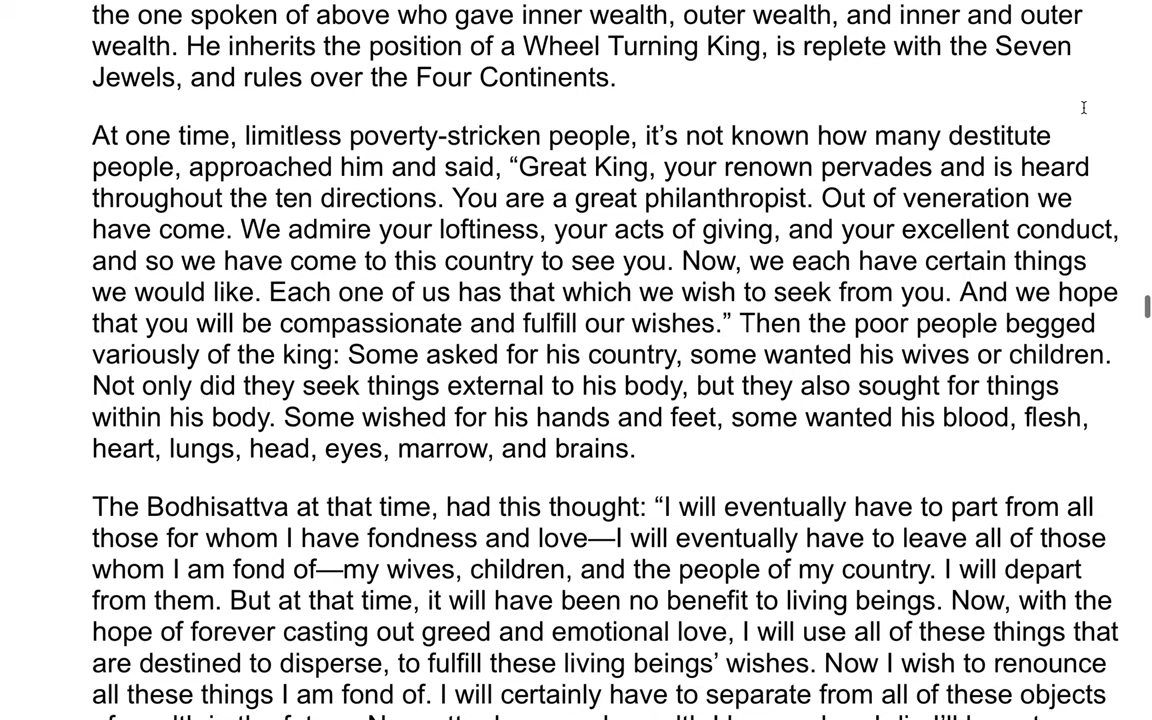 the one spoken of above who gave inner wealth, outer wealth, and inner and outer
wealth. He inherits the position of a Wheel Turning King, is replete with the Seven
Jewels, and rules over the Four Continents.
At one time, limitless poverty-stricken people, it’s not known how many destitute
people, approached him and said, “Great King, your renown pervades and is heard
throughout the ten directions. You are a great philanthropist. Out of veneration we
have come. We admire your loftiness, your acts of giving, and your excellent conduct,
and so we have come to this country to see you. Now, we each have certain things
we would like. Each one of us has that which we wish to seek from you. And we hope
that you will be compassionate and fulfill our wishes.” Then the poor people begged
variously of the king: Some asked for his country, some wanted his wives or children.
Not only did they seek things external to his body, but they also sought for things
within his body. Some wished for his hands and feet, some wanted his blood, flesh,
heart, lungs, head, eyes, marrow, and brains.
The Bodhisattva at that time, had this thought: “I will eventually have to part from all
those for whom I have fondness and love—I will eventually have to leave all of those
whom I am fond of—my wives, children, and the people of my country. I will depart
from them. But at that time, it will have been no benefit to living beings. Now, with the
hope of forever casting out greed and emotional love, I will use all of these things that
are destined to disperse, to fulfill these living beings’ wishes. Now I wish to renounce
all these things I am fond of. I will certainly have to separate from all of these objects